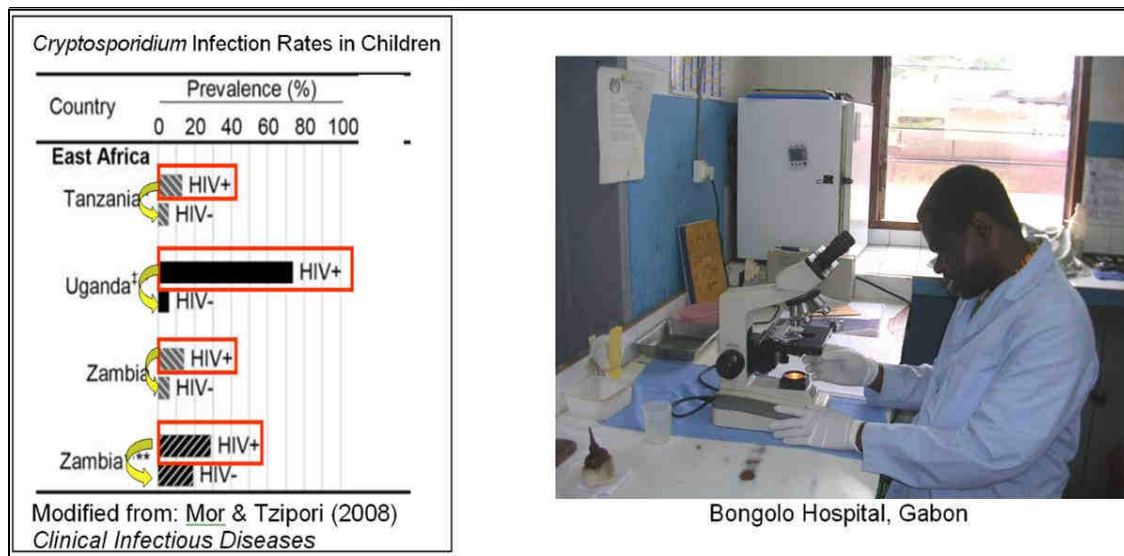 Cryptosporidium Infection Rates in Children
Country
Prevalence (%)
0 20 40 60 80 100
East Africa
Tanzania
HIV+
HIV-
Uganda‡
HIV+
HIV-
Zambia
HIV+
HIV-
Zambia **
HIV+
HIV-
Modified from: Mor & Tzipori (2008)
Clinical Infectious Diseases
Bongolo Hospital, Gabon